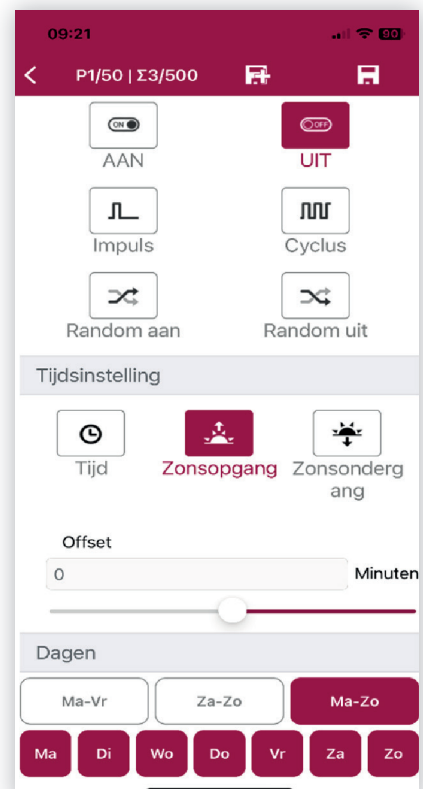 09:21 90
P1/50 | Σ3/500
ON OFF
AAN UIT
Impuls Cyclus
Random aan Random uit
Tijdsinstelling
Tijd Zonsopgang Zonsonderg
ang
Offset
0 Minuten
Dagen
Ma-Vr Za-Zo Ma-Zo
Ma Di Wo Do Vr Za Zo